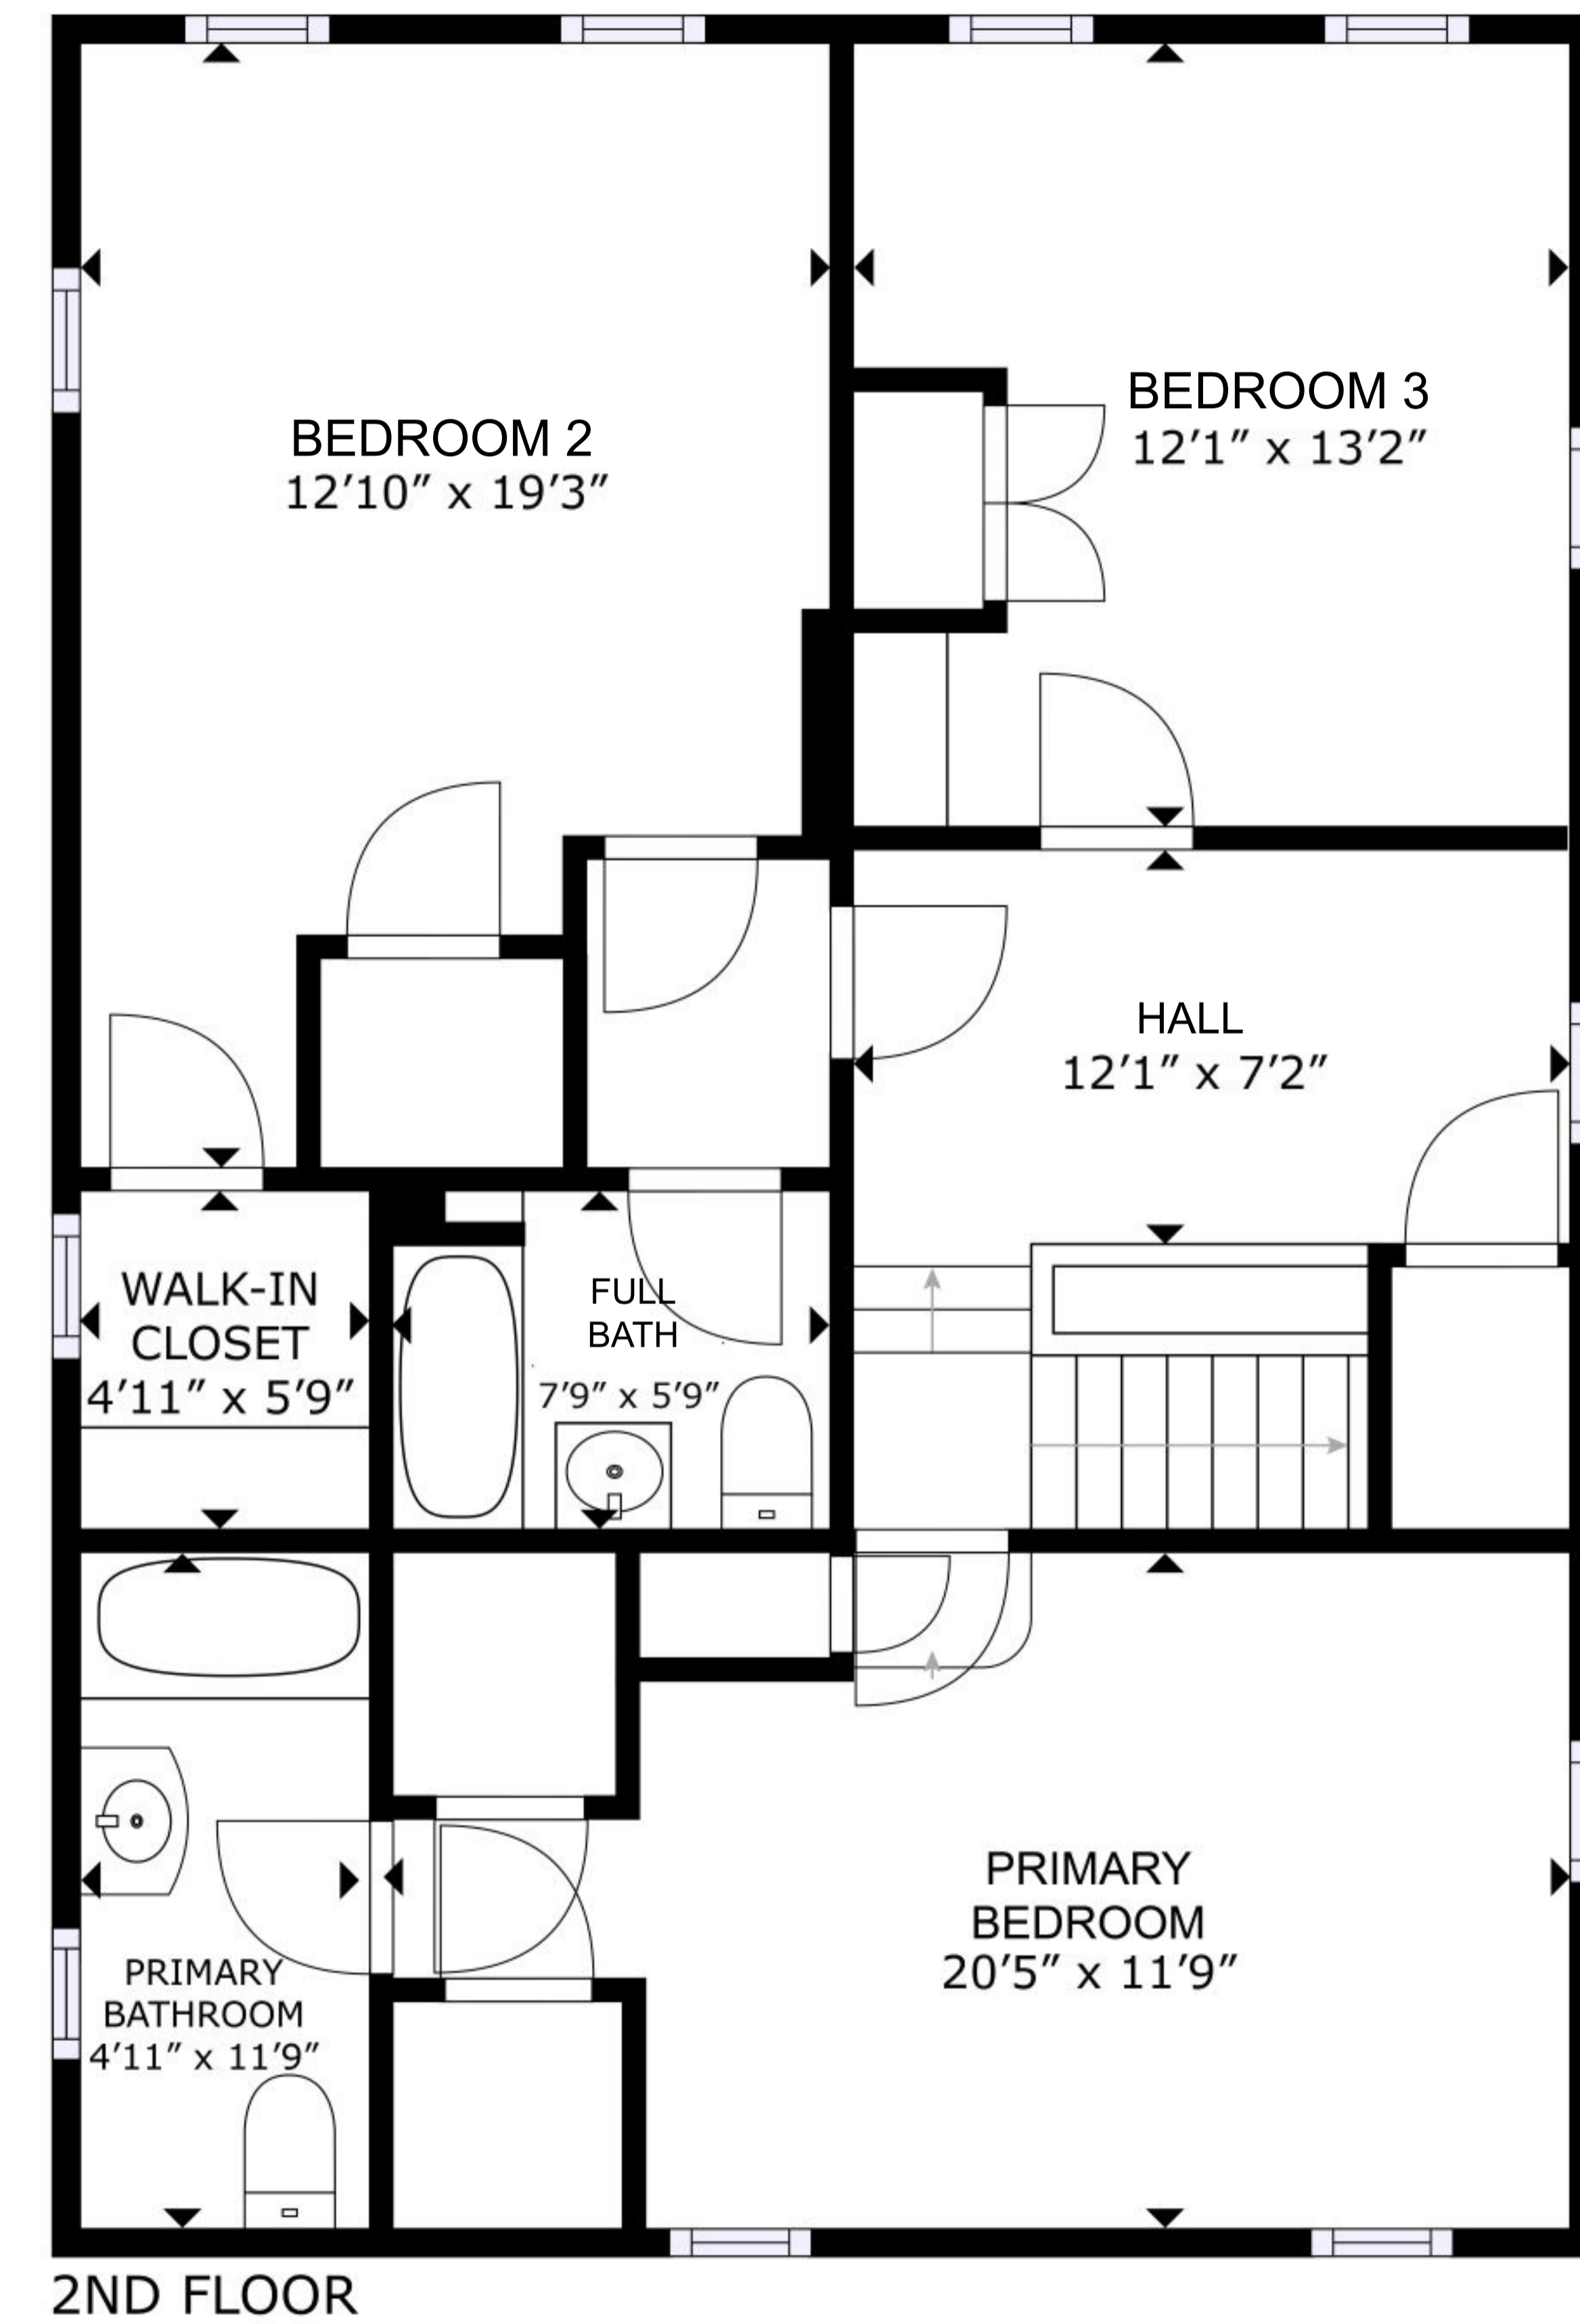 BEDROOM 2
12′10″ x 19′3″
BEDROOM 3
12′1″ x 13′2″
HALL
12′1″ x 7′2″
WALK-IN
CLOSET
4′11″ x 5′9″
FULL
BATH
7′9″ x 5′9″
PRIMARY
BEDROOM
20′5″ x 11′9″
PRIMARY
BATHROOM
4′11″ x 11′9″
2ND FLOOR